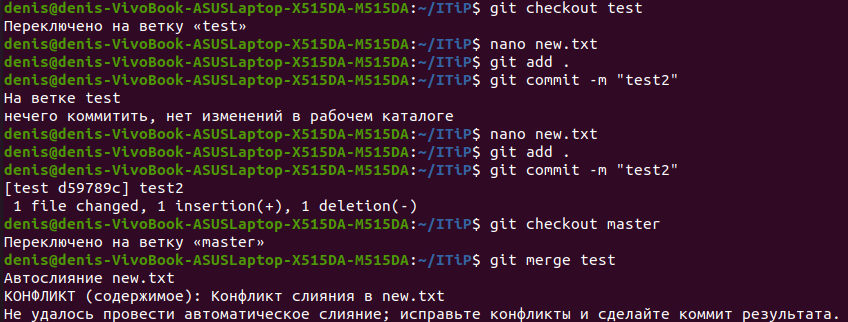 denis@denis-VivoBook-ASUSLaptop-X515DA-M515DA:~/ITiP$ git checkout test
Переключено на ветку «test»
denis@denis-VivoBook-ASUSLaptop-X515DA-M515DA:~/ITiP$ nano new.txt
denis@denis-VivoBook-ASUSLaptop-X515DA-M515DA:~/ITiP$ git add .
denis@denis-VivoBook-ASUSLaptop-X515DA-M515DA:~/ITiP$ git commit -m "test2"
На ветке test
нечего коммитить, нет изменений в рабочем каталоге
denis@denis-VivoBook-ASUSLaptop-X515DA-M515DA:~/ITiP$ nano new.txt
denis@denis-VivoBook-ASUSLaptop-X515DA-M515DA:~/ITiP$ git add .
denis@denis-VivoBook-ASUSLaptop-X515DA-M515DA:~/ITiP$ git commit -m "test2"
[test d59789c] test2
 1 file changed, 1 insertion(+), 1 deletion(-)
denis@denis-VivoBook-ASUSLaptop-X515DA-M515DA:~/ITiP$ git checkout master
Переключено на ветку «master»
denis@denis-VivoBook-ASUSLaptop-X515DA-M515DA:~/ITiP$ git merge test
Автослияние new.txt
КОНФЛИКТ (содержимое): Конфликт слияния в new.txt
Не удалось провести автоматическое слияние; исправьте конфликты и сделайте коммит результата.